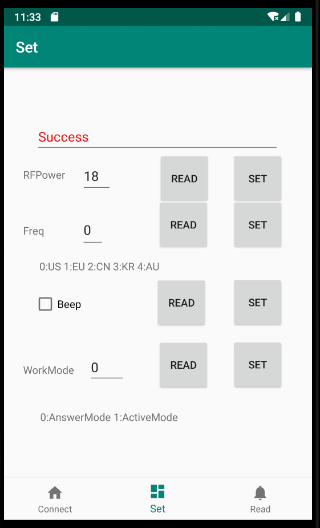 11:33
Set
Success
RFPower 18 READ SET
Freq 0 READ SET
0:US 1:EU 2:CN 3:KR 4:AU
Beep READ SET
WorkMode 0 READ SET
0:AnswerMode 1:ActiveMode
Connect Set Read